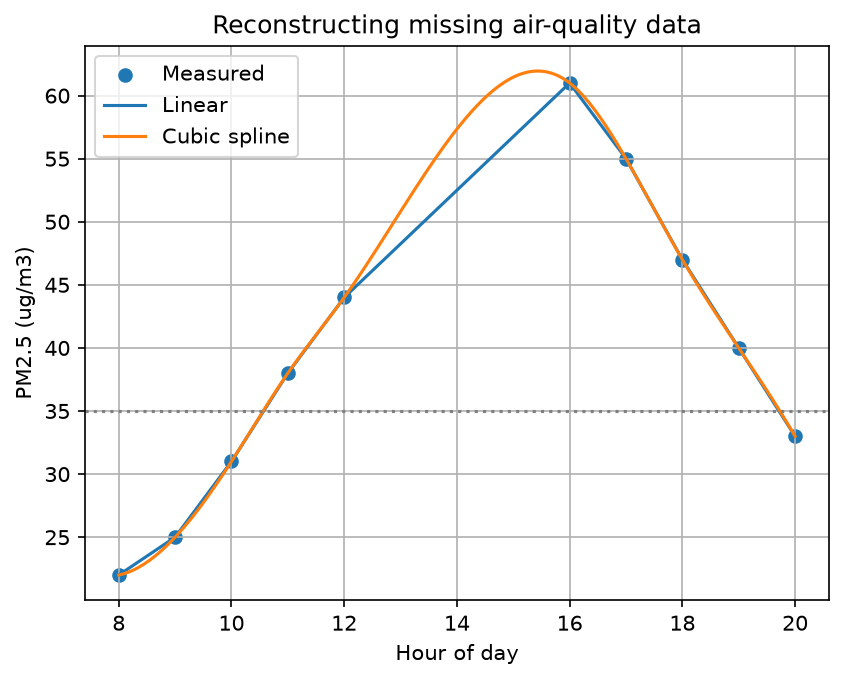 Reconstructing missing air-quality data
Measured
Linear
Cubic spline
PM2.5 (ug/m3)
60
55
50
45
40
35
30
25
8 10 12 14 16 18 20
Hour of day